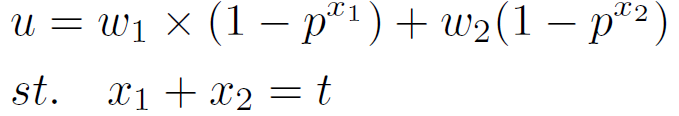 u = w₁ × (1 − p^{x₁}) + w₂(1 − p^{x₂})
st. x₁ + x₂ = t